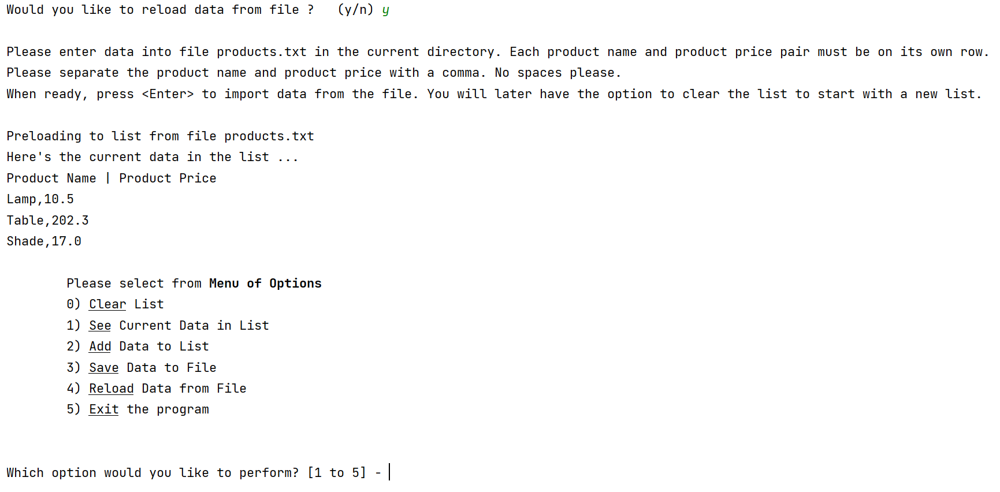 Would you like to reload data from file ?   (y/n) y
Please enter data into file products.txt in the current directory. Each product name and product price pair must be on its own row.
Please separate the product name and product price with a comma. No spaces please.
When ready, press <Enter> to import data from the file. You will later have the option to clear the list to start with a new list.
Preloading to list from file products.txt
Here's the current data in the list ...
Product Name | Product Price
Lamp,10.5
Table,202.3
Shade,17.0
Please select from Menu of Options
0) Clear List
1) See Current Data in List
2) Add Data to List
3) Save Data to File
4) Reload Data from File
5) Exit the program
Which option would you like to perform? [1 to 5] -